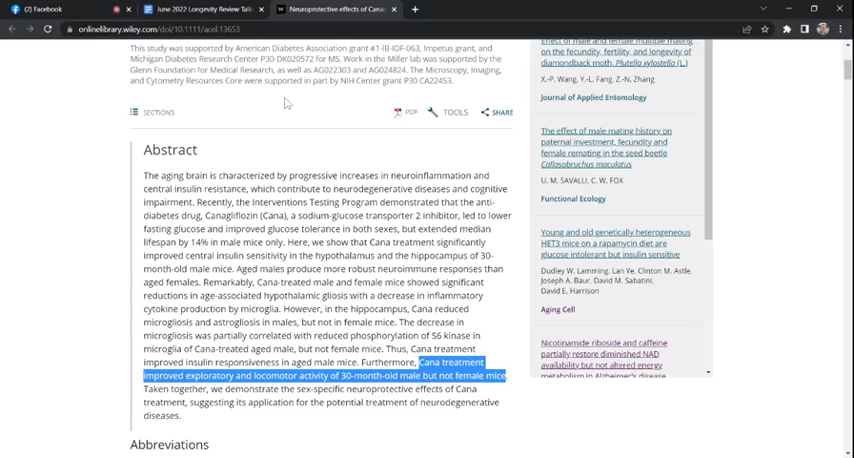 Facebook
June 2022 Longevity Review Talk
Neuroprotective effects of Cana
onlinelibrary.wiley.com/doi/10.1111/acel.13653
This study was supported by American Diabetes Association grant #1-IB-IDF-063, Impetus grant, and
Michigan Diabetes Research Center P30-DK020572 for MS. Work in the Miller lab was supported by the
Glenn Foundation for Medical Research, as well as AG022303 and AG024824. The Microscopy, Imaging,
and Cytometry Resources Core were supported in part by NIH Center grant P30 CA22453.
SECTIONS
PDF
TOOLS
SHARE
Abstract
The aging brain is characterized by progressive increases in neuroinflammation and
central insulin resistance, which contribute to neurodegenerative diseases and cognitive
impairment. Recently, the Interventions Testing Program demonstrated that the anti-
diabetes drug, Canagliflozin (Cana), a sodium-glucose transporter 2 inhibitor, led to lower
fasting glucose and improved glucose tolerance in both sexes, but extended median
lifespan by 14% in male mice only. Here, we show that Cana treatment significantly
improved central insulin sensitivity in the hypothalamus and the hippocampus of 30-
month-old male mice. Aged males produce more robust neuroimmune responses than
aged females. Remarkably, Cana-treated male and female mice showed significant
reductions in age-associated hypothalamic gliosis with a decrease in inflammatory
cytokine production by microglia. However, in the hippocampus, Cana reduced
microgliosis and astrogliosis in males, but not in female mice. The decrease in
microgliosis was partially correlated with reduced phosphorylation of S6 kinase in
microglia of Cana-treated aged male, but not female mice. Thus, Cana treatment
improved insulin responsiveness in aged male mice. Furthermore, Cana treatment
improved exploratory and locomotor activity of 30-month-old male but not female mice.
Taken together, we demonstrate the sex-specific neuroprotective effects of Cana
treatment, suggesting its application for the potential treatment of neurodegenerative
diseases.
Abbreviations
Effect of male and female multiple mating
on the fecundity, fertility, and longevity of
diamondback moth, Plutella xylostella (L.)
X.-P. Wang, Y.-L. Fang, Z.-N. Zhang
Journal of Applied Entomology
The effect of male mating history on
paternal investment, fecundity and
female remating in the seed beetle
Callosobruchus maculatus
U. M. SAVALLI, C. W. FOX
Functional Ecology
Young and old genetically heterogeneous
HET3 mice on a rapamycin diet are
glucose intolerant but insulin sensitive
Dudley W. Lamming, Lan Ye, Clinton M. Astle,
Joseph A. Baur, David M. Sabatini,
David E. Harrison
Aging Cell
Nicotinamide riboside and caffeine
partially restore diminished NAD
availability but not altered energy
metabolism in Alzheimer's disease